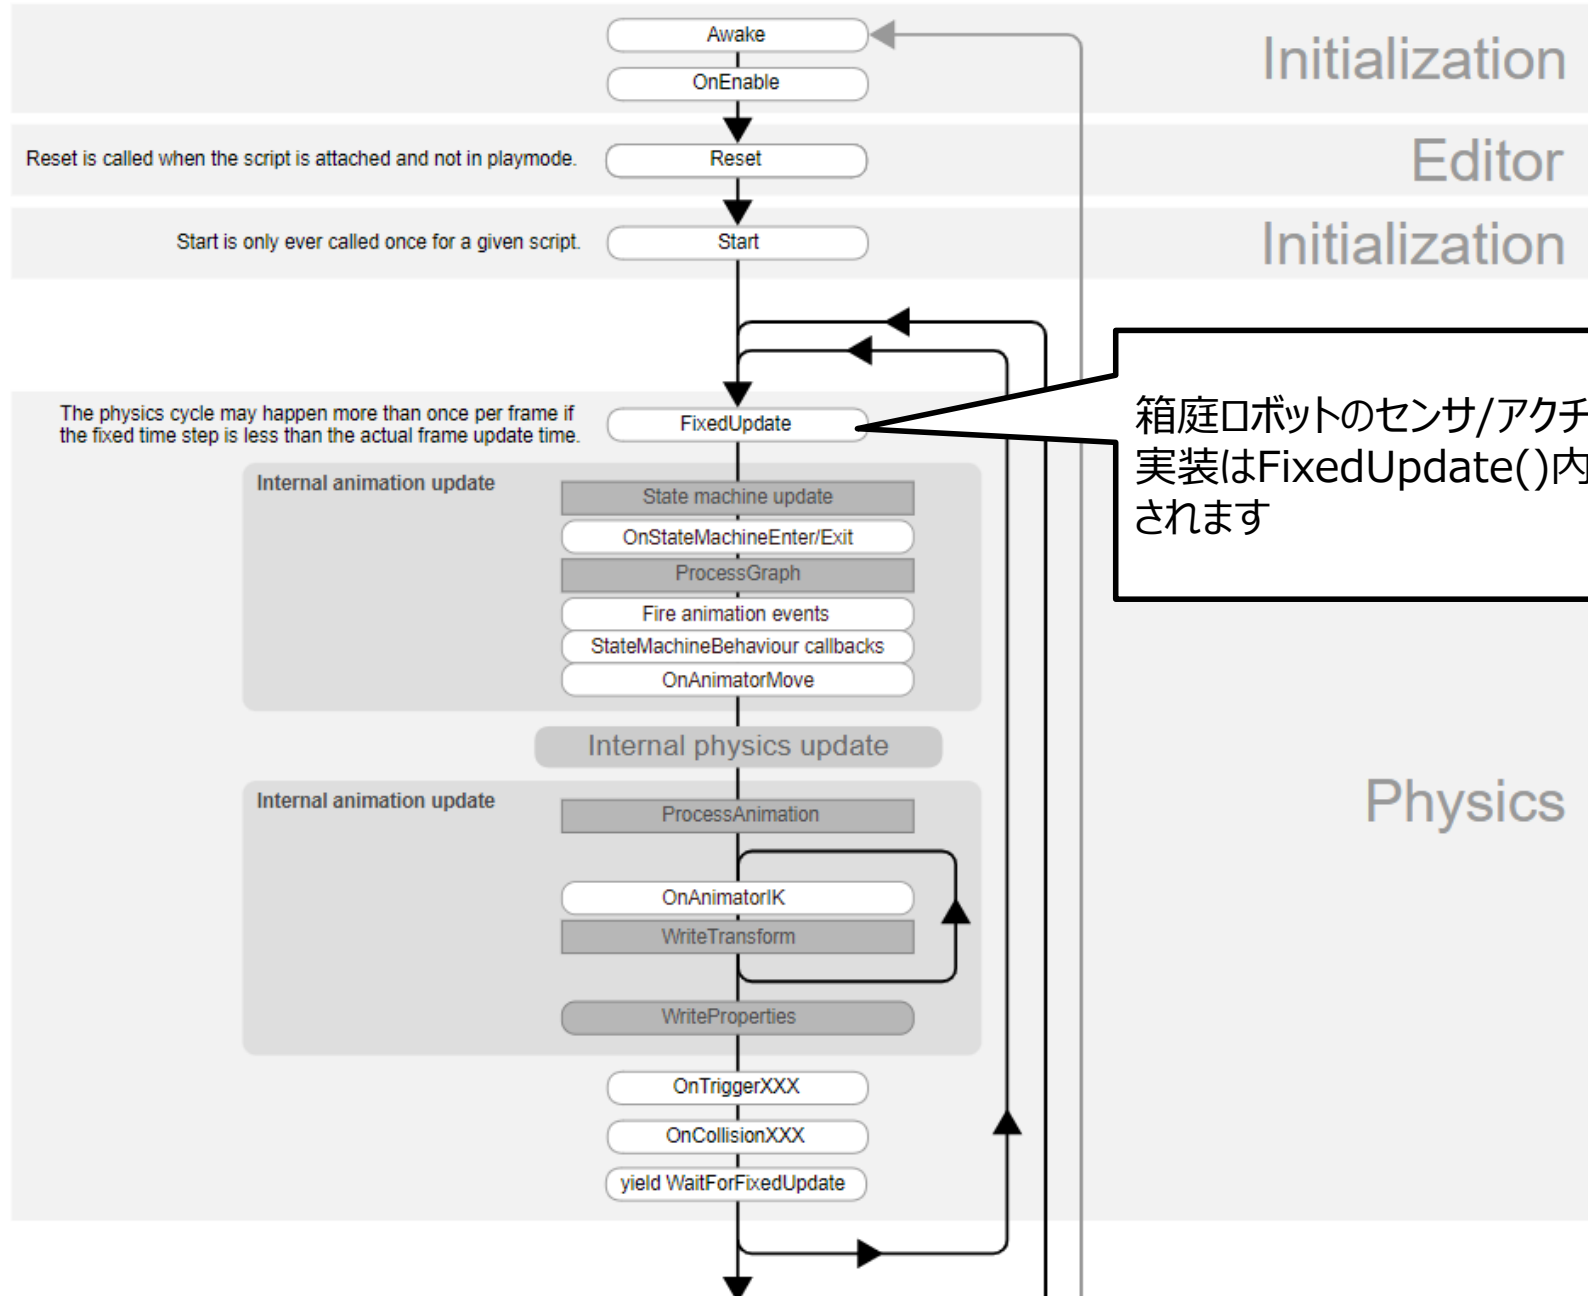 Awake
Initialization
OnEnable
Reset is called when the script is attached and not in playmode.
Reset
Editor
Start is only ever called once for a given script.
Start
Initialization
The physics cycle may happen more than once per frame if
the fixed time step is less than the actual frame update time.
FixedUpdate
箱庭ロボットのセンサ/アクチ
実装はFixedUpdate()内
されます
Internal animation update
State machine update
OnStateMachineEnter/Exit
ProcessGraph
Fire animation events
StateMachineBehaviour callbacks
OnAnimatorMove
Internal physics update
Physics
Internal animation update
ProcessAnimation
OnAnimatorIK
WriteTransform
WriteProperties
OnTriggerXXX
OnCollisionXXX
yield WaitForFixedUpdate